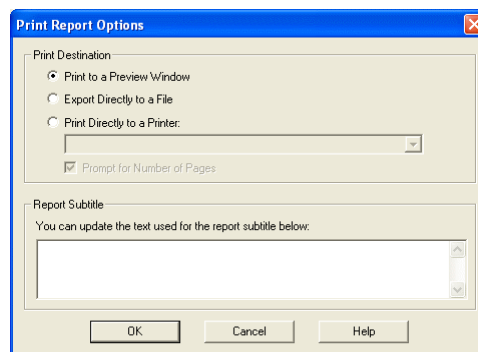 Print Report Options
Print Destination
Print to a Preview Window
Export Directly to a File
Print Directly to a Printer:
Prompt for Number of Pages
Report Subtitle
You can update the text used for the report subtitle below:
OK Cancel Help